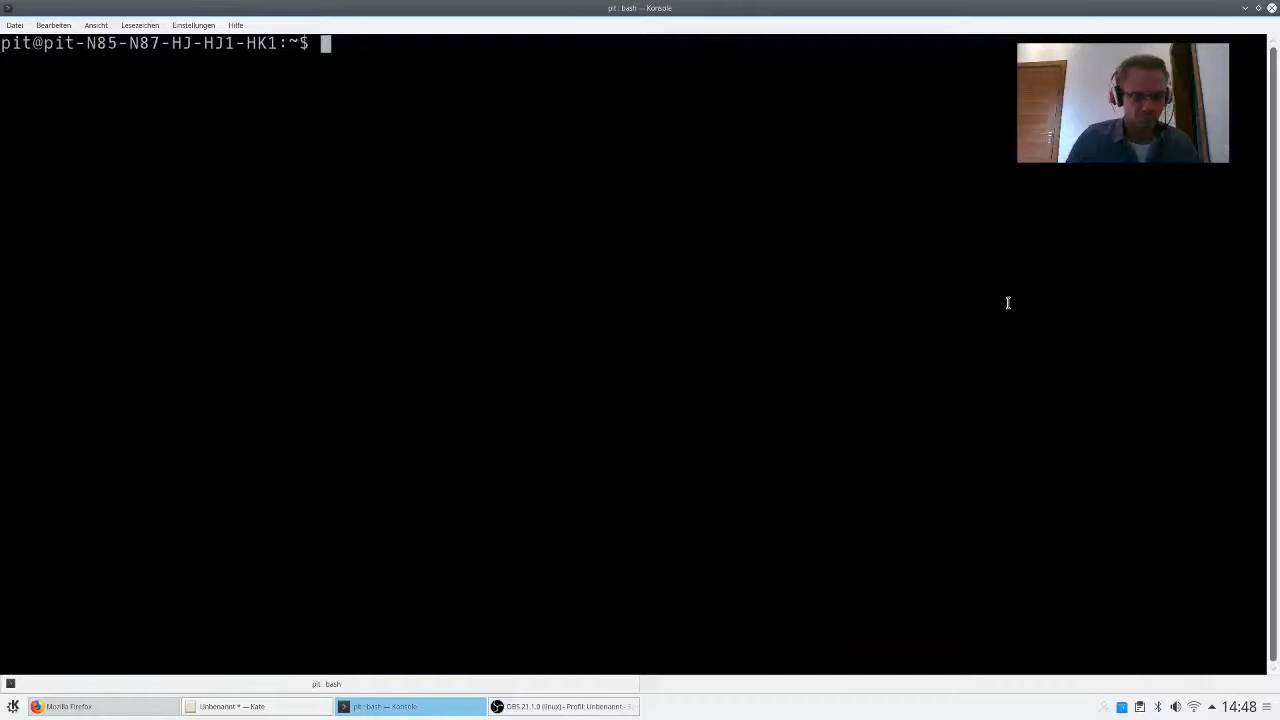 pit : bash — Konsole
Datei Bearbeiten Ansicht Lesezeichen Einstellungen Hilfe
pit@pit-N85-N87-HJ-HJ1-HK1:~$
pit : bash
Mozilla Firefox
Unbenannt * — Kate
pit : bash — Konsole
OBS 21.1.0 (linux) - Profil: Unbenannt -
14:48